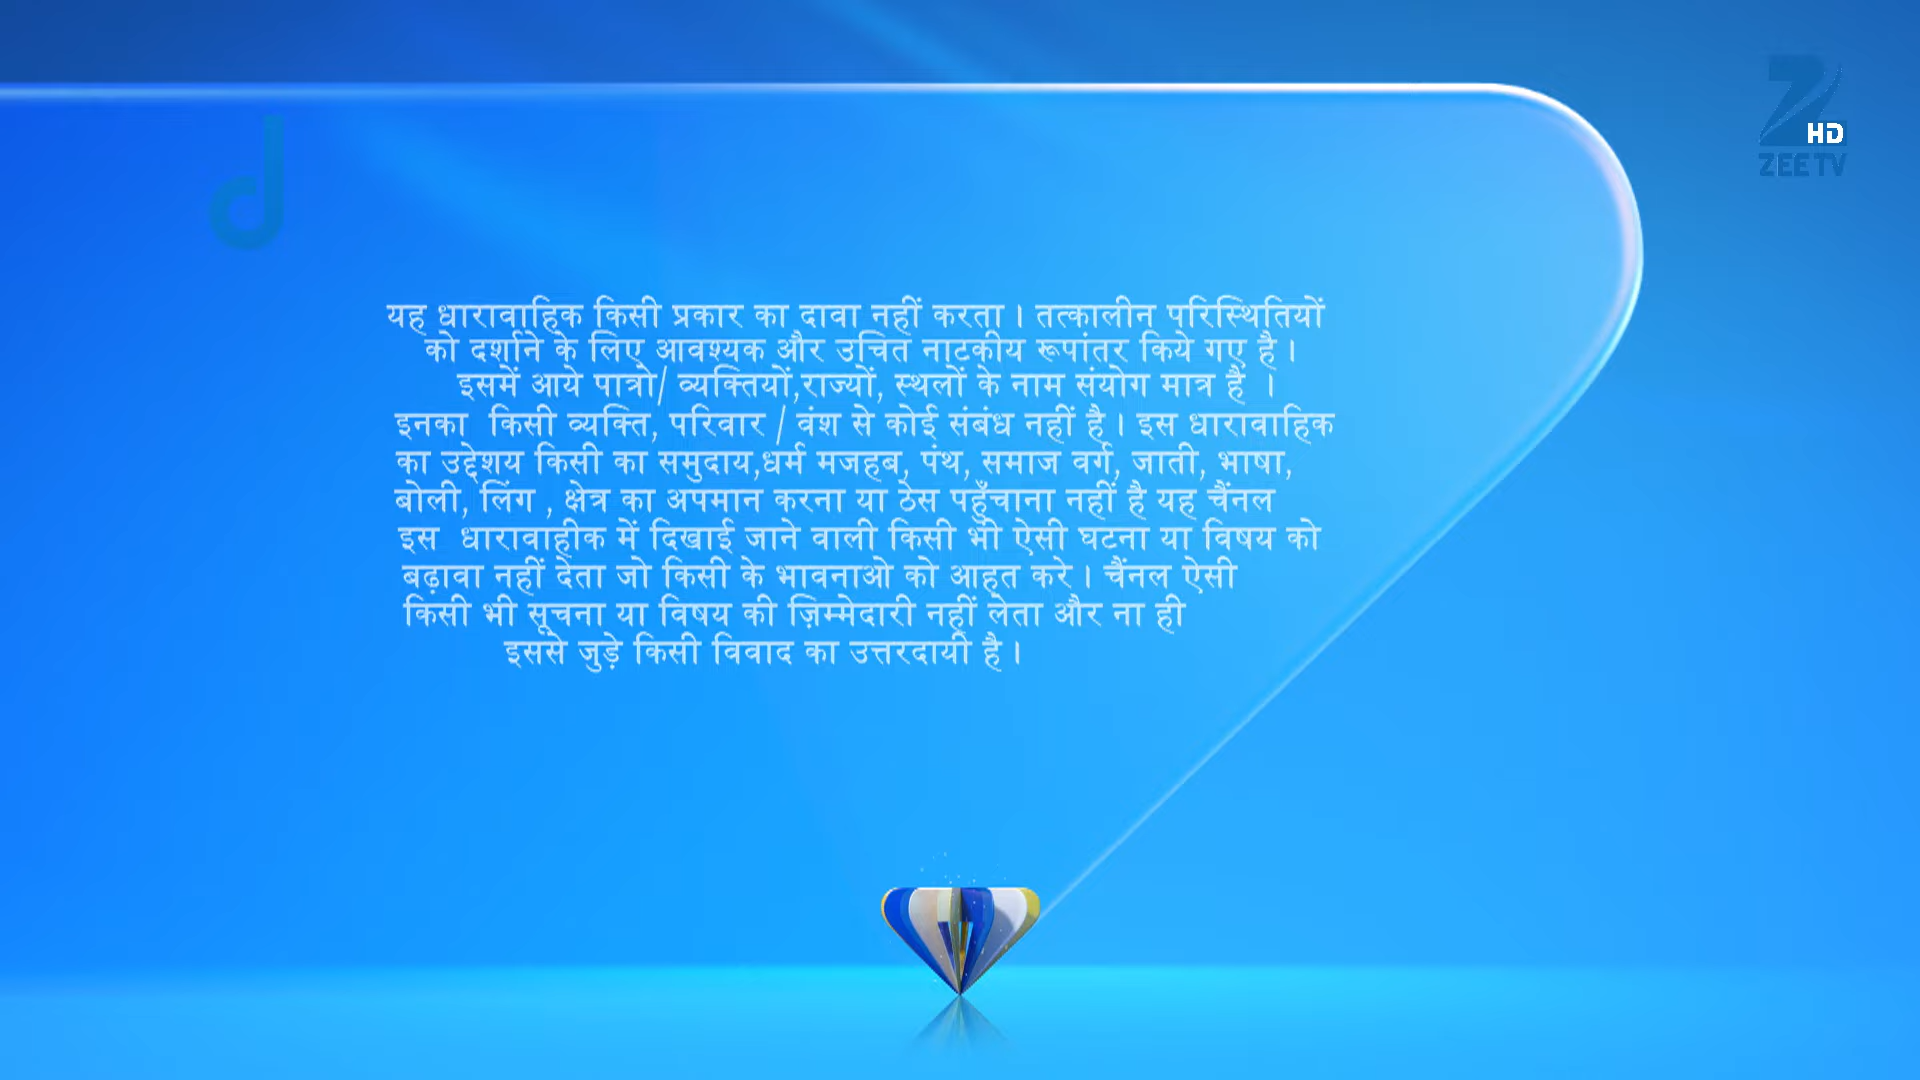 d
HD
ZEE TV
यह धारावाहिक किसी प्रकार का दावा नहीं करता । तत्कालीन परिस्थितियों
को दर्शाने के लिए आवश्यक और उचित नाटकीय रूपांतर किये गए है ।
इसमें आये पात्रो/ व्यक्तियों,राज्यों, स्थलों के नाम संयोग मात्र हैं ।
इनका किसी व्यक्ति, परिवार / वंश से कोई संबंध नहीं है । इस धारावाहिक
का उद्देशय किसी का समुदाय,धर्म मजहब, पंथ, समाज वर्ग, जाती, भाषा,
बोली, लिंग , क्षेत्र का अपमान करना या ठेस पहुँचाना नहीं है यह चैंनल
इस धारावाहीक में दिखाई जाने वाली किसी भी ऐसी घटना या विषय को
बढ़ावा नहीं देता जो किसी के भावनाओ को आहत करे । चैंनल ऐसी
किसी भी सूचना या विषय की ज़िम्मेदारी नहीं लेता और ना ही
इससे जुड़े किसी विवाद का उत्तरदायी है ।